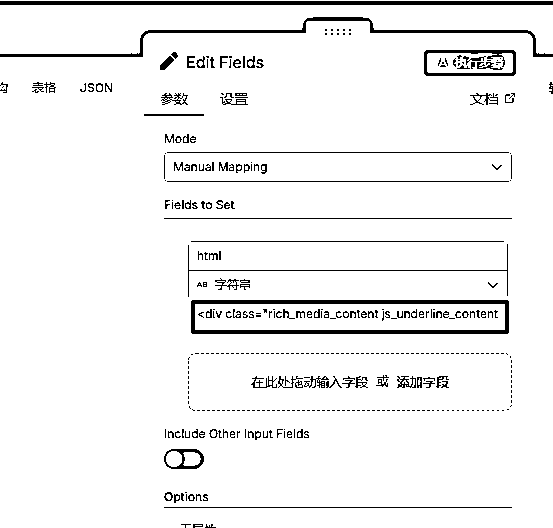 Edit Fields
执行步骤
表格
JSON
参数
设置
文档
Mode
Manual Mapping
Fields to Set
html
AB 字符串
<div class="rich_media_content js_underline_content
在此处拖动输入字段 或 添加字段
Include Other Input Fields
Options